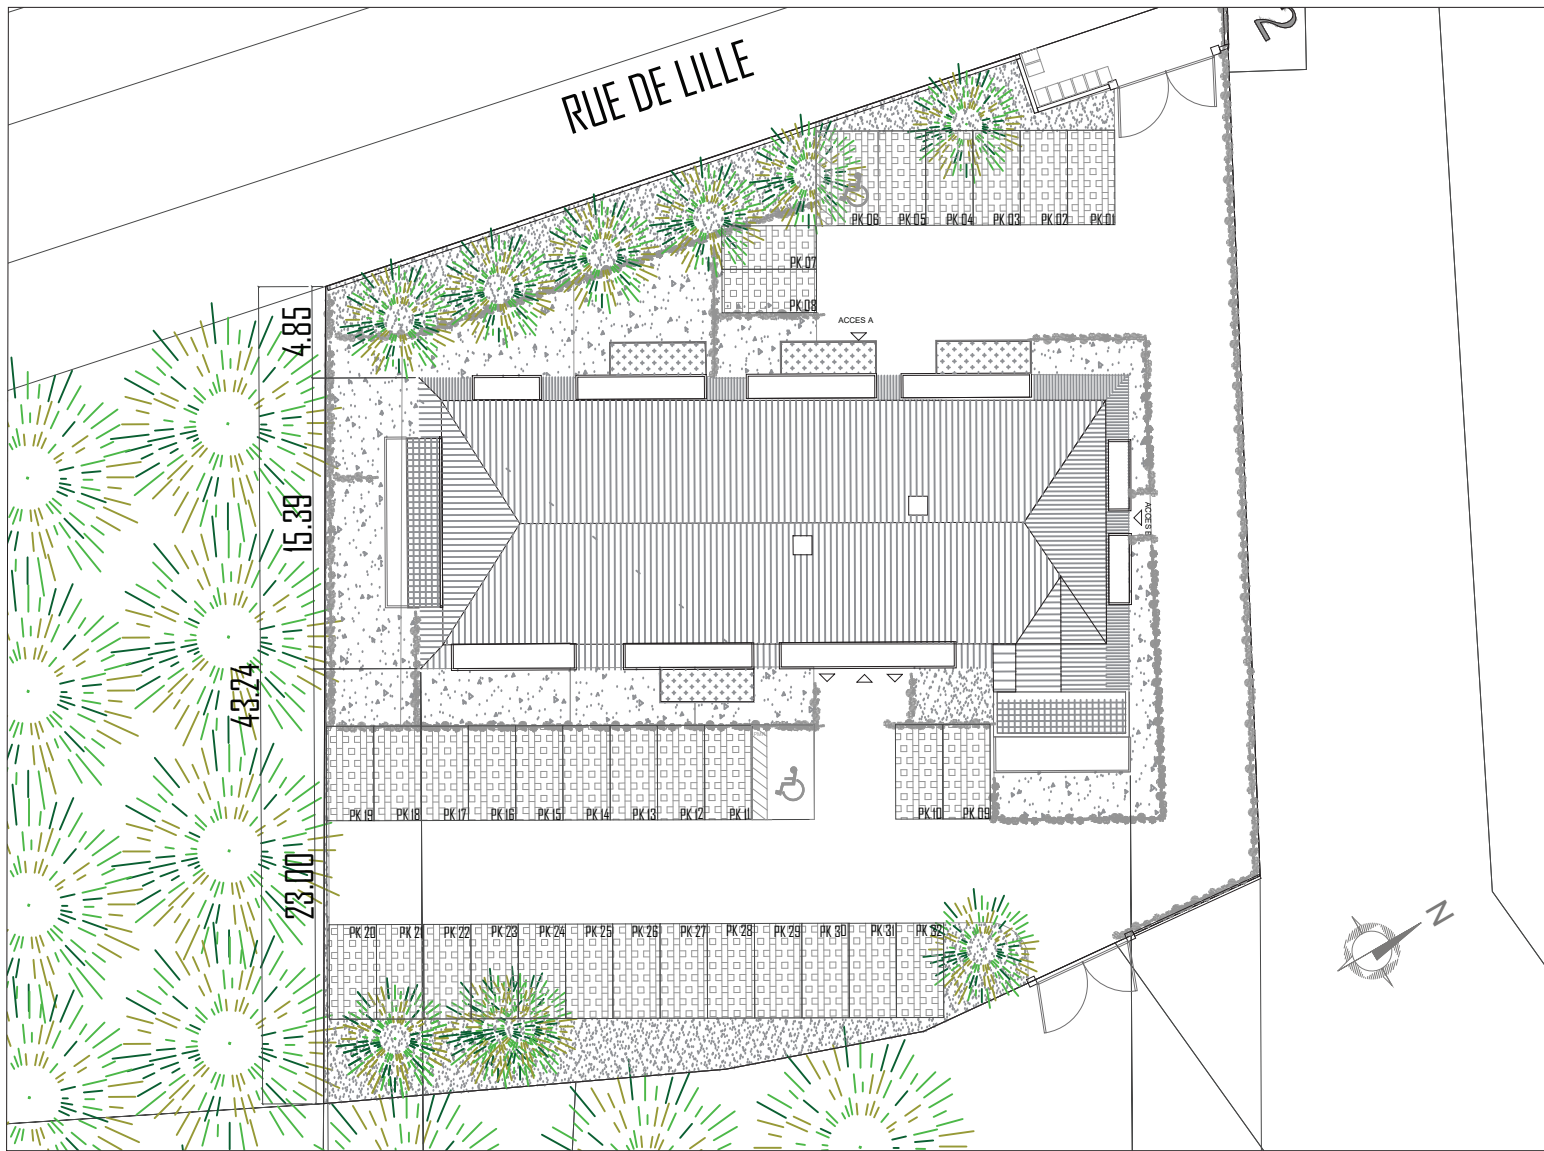 2
RUE DE LILLE
PK 06 PK 05 PK 04 PK 03 PK 02 PK 01
PK 07
PK 08
ACCES A
4.85
15.39
ACCES B
43.24
PK 19 PK 18 PK 17 PK 16 PK 15 PK 14 PK 13 PK 12 PK 11 PK 10 PK 09
23.00
PK 20 PK 21 PK 22 PK 23 PK 24 PK 25 PK 26 PK 27 PK 28 PK 29 PK 30 PK 31 PK 32
N